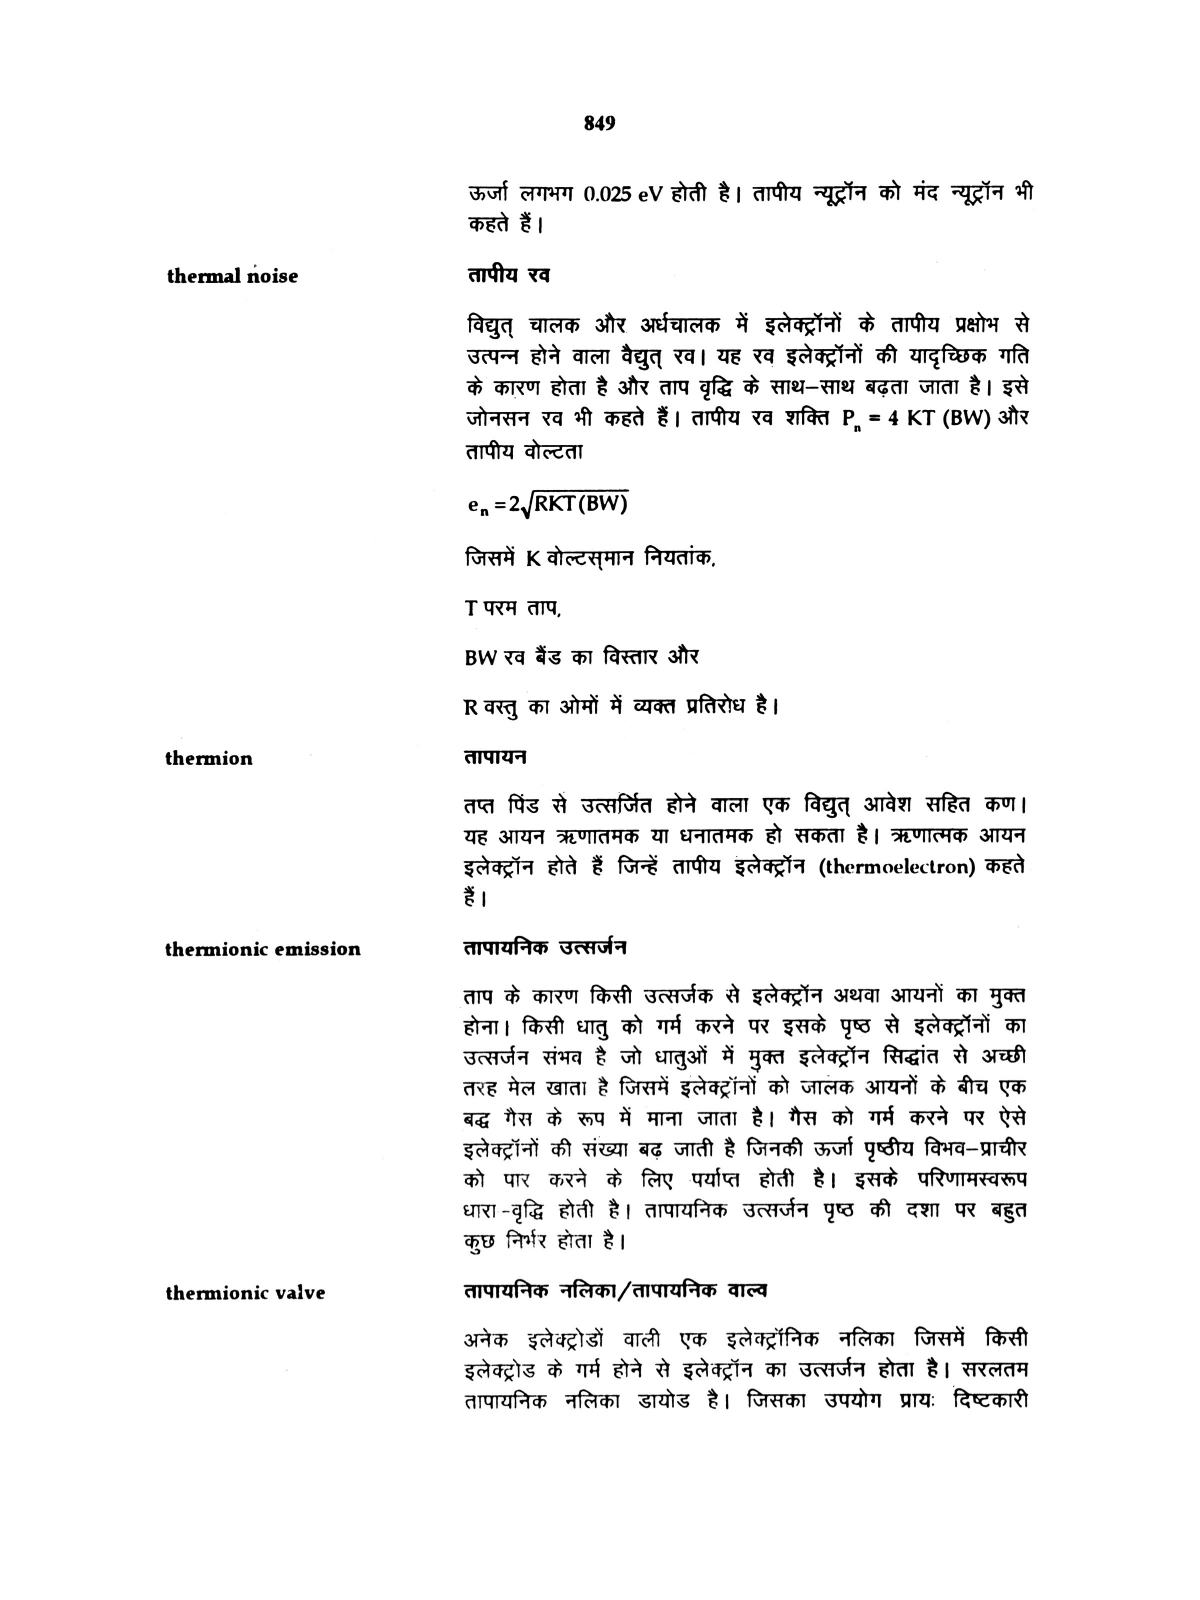 849
ऊर्जा लगभग 0.025 eV होती है। तापीय न्यूट्रॉन को मंद न्यूट्रॉन भी
कहते हैं।
thermal noise	तापीय रव
विद्युत् चालक और अर्धचालक में इलेक्ट्रॉनों के तापीय प्रक्षोभ से
उत्पन्न होने वाला वैद्युत् रव। यह रव इलेक्ट्रॉनों की यादृच्छिक गति
के कारण होता है और ताप वृद्धि के साथ–साथ बढ़ता जाता है। इसे
जोनसन रव भी कहते हैं। तापीय रव शक्ति Pₙ = 4 KT (BW) और
तापीय वोल्टता
eₙ =2√RKT(BW)
जिसमें K वोल्टस्‌मान नियतांक,
T परम ताप,
BW रव बैंड का विस्तार और
R वस्तु का ओमों में व्यक्त प्रतिरोध है।
thermion	तापायन
तप्त पिंड से उत्सर्जित होने वाला एक विद्युत् आवेश सहित कण।
यह आयन ऋणातमक या धनातमक हो सकता है। ऋणात्मक आयन
इलेक्ट्रॉन होते हैं जिन्हें तापीय इलेक्ट्रॉन (thermoelectron) कहते
हैं।
thermionic emission	तापायनिक उत्सर्जन
ताप के कारण किसी उत्सर्जक से इलेक्ट्रॉन अथवा आयनों का मुक्त
होना। किसी धातु को गर्म करने पर इसके पृष्ठ से इलेक्ट्रॉनों का
उत्सर्जन संभव है जो धातुओं में मुक्त इलेक्ट्रॉन सिद्धांत से अच्छी
तरह मेल खाता है जिसमें इलेक्ट्रॉनों को जालक आयनों के बीच एक
बद्ध गैस के रूप में माना जाता है। गैस को गर्म करने पर ऐसे
इलेक्ट्रॉनों की संख्या बढ़ जाती है जिनकी ऊर्जा पृष्ठीय विभव–प्राचीर
को पार करने के लिए पर्याप्त होती है। इसके परिणामस्वरूप
धारा-वृद्धि होती है। तापायनिक उत्सर्जन पृष्ठ की दशा पर बहुत
कुछ निर्भर होता है।
thermionic valve	तापायनिक नलिका/तापायनिक वाल्व
अनेक इलेक्ट्रोडों वाली एक इलेक्ट्रॉनिक नलिका जिसमें किसी
इलेक्ट्रोड के गर्म होने से इलेक्ट्रॉन का उत्सर्जन होता है। सरलतम
तापायनिक नलिका डायोड है। जिसका उपयोग प्रायः दिष्टकारी